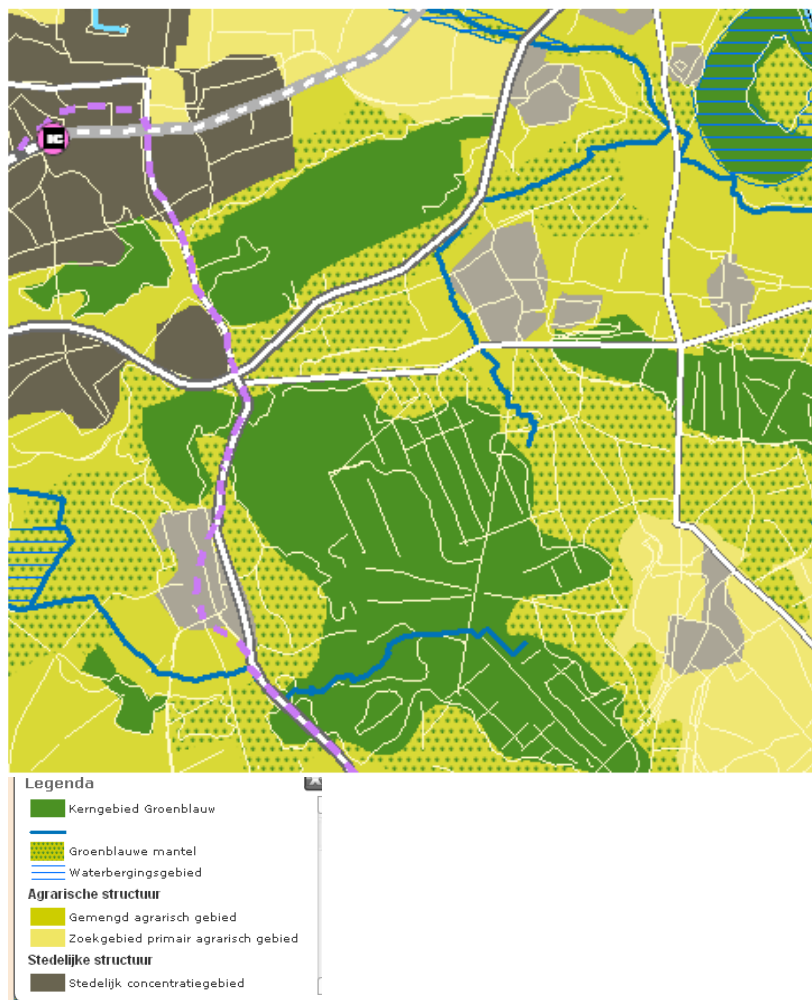 IC
Legenda
Kerngebied Groenblauw
Groenblauwe mantel
Waterbergingsgebied
Agrarische structuur
Gemengd agrarisch gebied
Zoekgebied primair agrarisch gebied
Stedelijke structuur
Stedelijk concentratiegebied